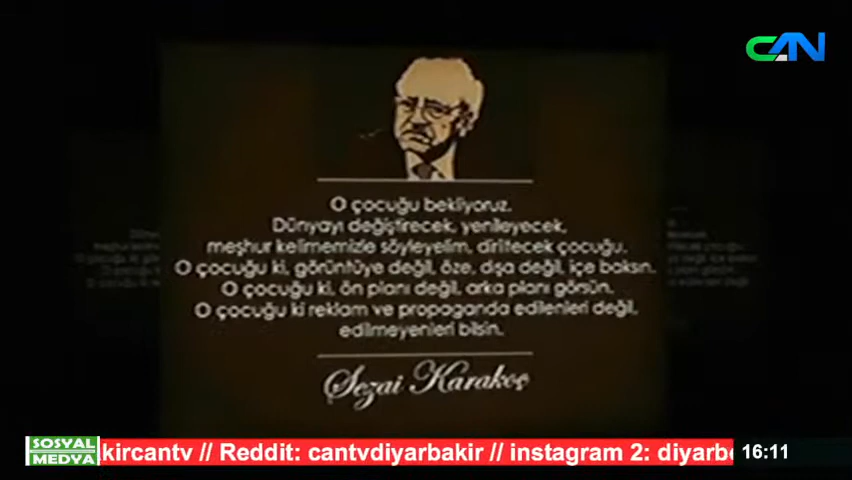 CAN
O çocuğu bekliyoruz.
Dünyayı değiştirecek, yenileyecek,
meşhur kelimemizle söyleyelim, diriltecek çocuğu.
O çocuğu ki, görüntüye değil, öze, dışa değil, içe baksın.
O çocuğu ki, ön planı değil, arka planı görsün.
O çocuğu ki reklam ve propaganda edilenleri değil,
edilmeyenleri bilsin.
Sezai Karakoç
SOSYAL
MEDYA
kircantv // Reddit: cantvdiyarbakir // instagram 2: diyarb
16:11